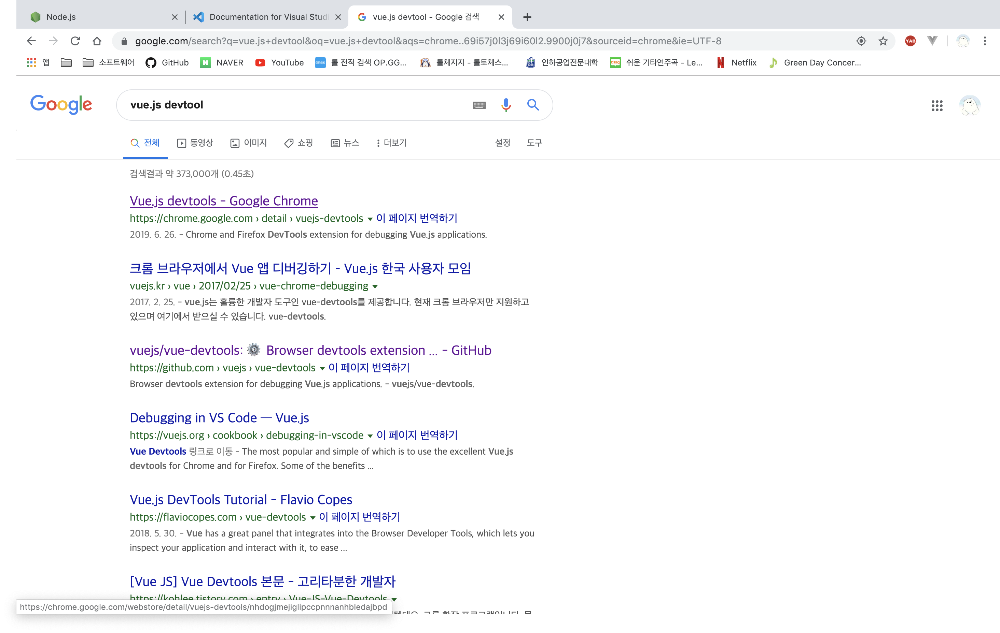 Node.js
Documentation for Visual Studi
vue.js devtool - Google 검색
google.com/search?q=vue.js+devtool&oq=vue.js+devtool&aqs=chrome..69i57j0l3j69i60l2.9900j0j7&sourceid=chrome&ie=UTF-8
YAB
앱
소프트웨어
GitHub
N NAVER
YouTube
OP.GG 롤 전적 검색 OP.GG...
롤체지지 - 롤토체스...
1958 인하공업전문대학
blog 쉬운 기타연주곡 - Le...
Netflix
Green Day Concer...
Google
vue.js devtool
전체 동영상 이미지 쇼핑 뉴스 더보기 설정 도구
검색결과 약 373,000개 (0.45초)
Vue.js devtools - Google Chrome
https://chrome.google.com › detail › vuejs-devtools ▾ 이 페이지 번역하기
2019. 6. 26. - Chrome and Firefox DevTools extension for debugging Vue.js applications.
크롬 브라우저에서 Vue 앱 디버깅하기 - Vue.js 한국 사용자 모임
vuejs.kr › vue › 2017/02/25 › vue-chrome-debugging ▾
2017. 2. 25. - vue.js는 훌륭한 개발자 도구인 vue-devtools를 제공합니다. 현재 크롬 브라우저만 지원하고
있으며 여기에서 받으실 수 있습니다. vue-devtools.
vuejs/vue-devtools: ⚙️ Browser devtools extension ... - GitHub
https://github.com › vuejs › vue-devtools ▾ 이 페이지 번역하기
Browser devtools extension for debugging Vue.js applications. - vuejs/vue-devtools.
Debugging in VS Code — Vue.js
https://vuejs.org › cookbook › debugging-in-vscode ▾ 이 페이지 번역하기
Vue Devtools 링크로 이동 - The most popular and simple of which is to use the excellent Vue.js
devtools for Chrome and for Firefox. Some of the benefits ...
Vue.js DevTools Tutorial - Flavio Copes
https://flaviocopes.com › vue-devtools ▾ 이 페이지 번역하기
2018. 5. 30. - Vue has a great panel that integrates into the Browser Developer Tools, which lets you
inspect your application and interact with it, to ease ...
[Vue JS] Vue Devtools 본문 - 고리타분한 개발자
https://kohlee.tistory.com › entry › Vue-JS-Vue-Devtools ▾
https://chrome.google.com/webstore/detail/vuejs-devtools/nhdogjmejiglipccpnnnanhbledajbpd